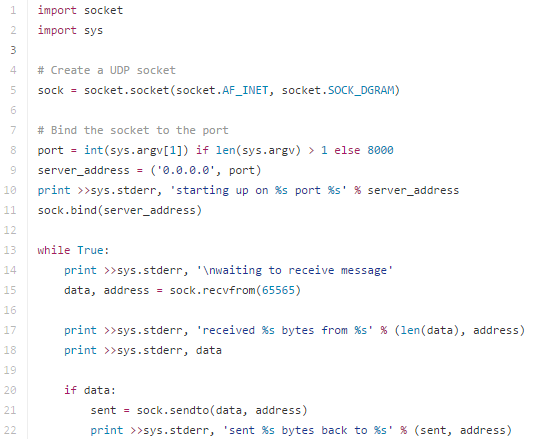 1 import socket
2 import sys
3
4 # Create a UDP socket
5 sock = socket.socket(socket.AF_INET, socket.SOCK_DGRAM)
6
7 # Bind the socket to the port
8 port = int(sys.argv[1]) if len(sys.argv) > 1 else 8000
9 server_address = ('0.0.0.0', port)
10 print >>sys.stderr, 'starting up on %s port %s' % server_address
11 sock.bind(server_address)
12
13 while True:
14     print >>sys.stderr, '\nwaiting to receive message'
15     data, address = sock.recvfrom(65565)
16
17     print >>sys.stderr, 'received %s bytes from %s' % (len(data), address)
18     print >>sys.stderr, data
19
20     if data:
21         sent = sock.sendto(data, address)
22         print >>sys.stderr, 'sent %s bytes back to %s' % (sent, address)